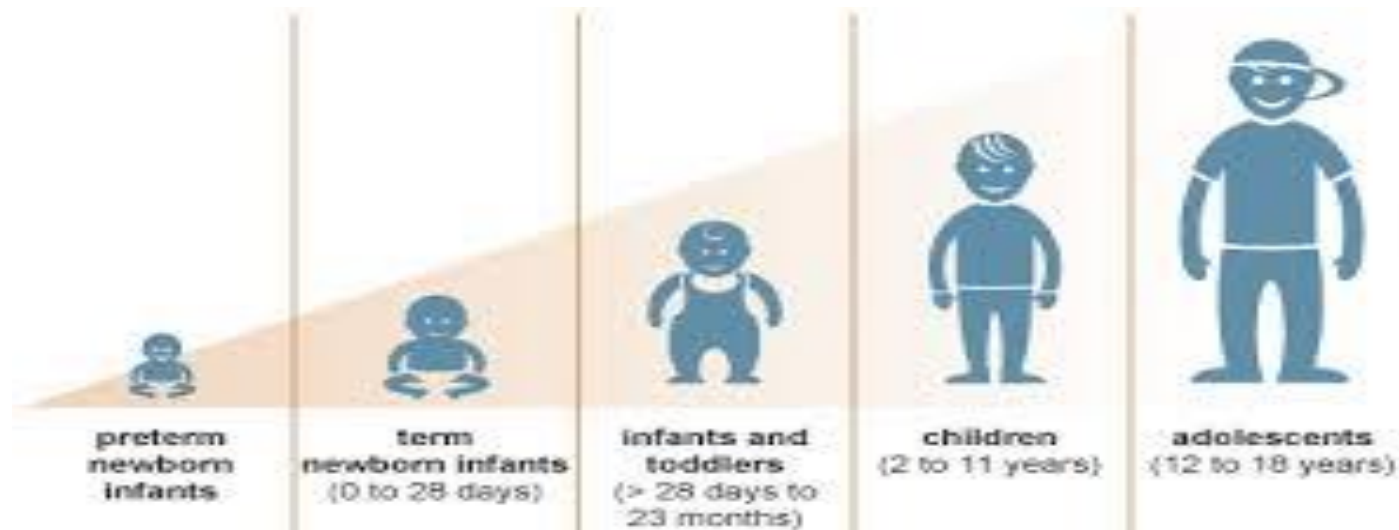 preterm
newborn
infants
term
newborn infants
(0 to 28 days)
infants and
toddlers
(> 28 days to
23 months)
children
(2 to 11 years)
adolescents
(12 to 18 years)